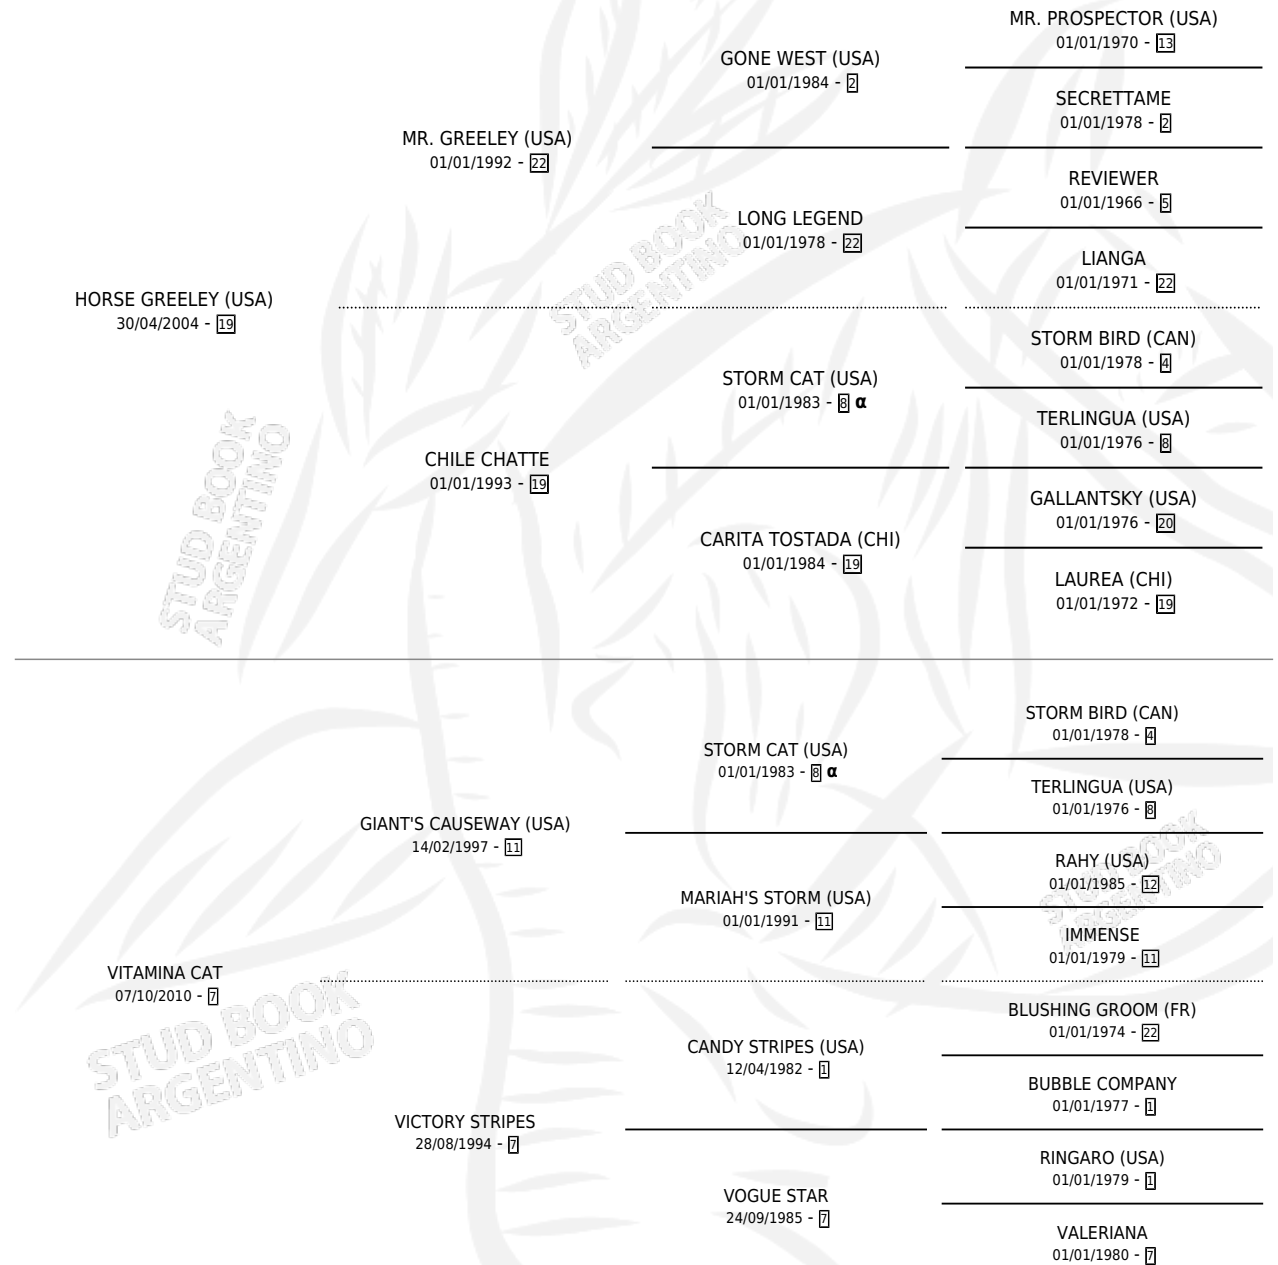 MR. PROSPECTOR (USA)
01/01/1970 - 13
GONE WEST (USA)
01/01/1984 - 2
SECRETTAME
01/01/1978 - 2
MR. GREELEY (USA)
01/01/1992 - 22
REVIEWER
01/01/1966 - 5
LONG LEGEND
01/01/1978 - 22
LIANGA
01/01/1971 - 22
HORSE GREELEY (USA)
30/04/2004 - 19
STORM BIRD (CAN)
01/01/1978 - 4
STORM CAT (USA)
01/01/1983 - 8 α
TERLINGUA (USA)
01/01/1976 - 8
CHILE CHATTE
01/01/1993 - 19
GALLANTSKY (USA)
01/01/1976 - 20
CARITA TOSTADA (CHI)
01/01/1984 - 19
LAUREA (CHI)
01/01/1972 - 19
STORM BIRD (CAN)
01/01/1978 - 4
STORM CAT (USA)
01/01/1983 - 8 α
TERLINGUA (USA)
01/01/1976 - 8
GIANT'S CAUSEWAY (USA)
14/02/1997 - 11
RAHY (USA)
01/01/1985 - 12
MARIAH'S STORM (USA)
01/01/1991 - 11
IMMENSE
01/01/1979 - 11
VITAMINA CAT
07/10/2010 - 7
BLUSHING GROOM (FR)
01/01/1974 - 22
CANDY STRIPES (USA)
12/04/1982 - 1
BUBBLE COMPANY
01/01/1977 - 1
VICTORY STRIPES
28/08/1994 - 7
RINGARO (USA)
01/01/1979 - 1
VOGUE STAR
24/09/1985 - 7
VALERIANA
01/01/1980 - 7
STUD BOOK
ARGENTINO
STUD BOOK
ARGENTINO
STUD BOOK
ARGENTINO
STUD BOOK
ARGENTINO